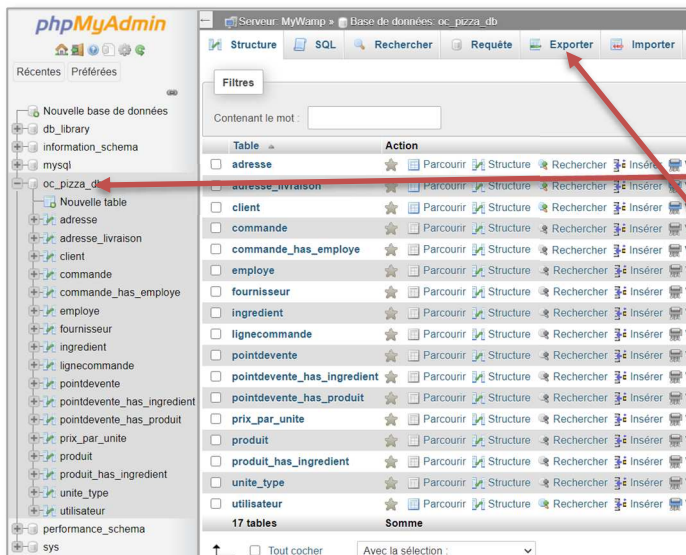 phpMyAdmin
Récentes Préférées
Nouvelle base de données
db_library
information_schema
mysql
oc_pizza_db
Nouvelle table
adresse
adresse_livraison
client
commande
commande_has_employe
employe
fournisseur
ingredient
lignecommande
pointdevente
pointdevente_has_ingredient
pointdevente_has_produit
prix_par_unite
produit
produit_has_ingredient
unite_type
utilisateur
performance_schema
sys
Serveur: MyWamp » Base de données: oc_pizza_db
Structure SQL Rechercher Requête Exporter Importer
Filtres
Contenant le mot :
Table Action
adresse Parcourir Structure Rechercher Insérer
adresse_livraison Parcourir Structure Rechercher Insérer
client Parcourir Structure Rechercher Insérer
commande Parcourir Structure Rechercher Insérer
commande_has_employe Parcourir Structure Rechercher Insérer
employe Parcourir Structure Rechercher Insérer
fournisseur Parcourir Structure Rechercher Insérer
ingredient Parcourir Structure Rechercher Insérer
lignecommande Parcourir Structure Rechercher Insérer
pointdevente Parcourir Structure Rechercher Insérer
pointdevente_has_ingredient Parcourir Structure Rechercher Insérer
pointdevente_has_produit Parcourir Structure Rechercher Insérer
prix_par_unite Parcourir Structure Rechercher Insérer
produit Parcourir Structure Rechercher Insérer
produit_has_ingredient Parcourir Structure Rechercher Insérer
unite_type Parcourir Structure Rechercher Insérer
utilisateur Parcourir Structure Rechercher Insérer
17 tables Somme
Tout cocher Avec la sélection :